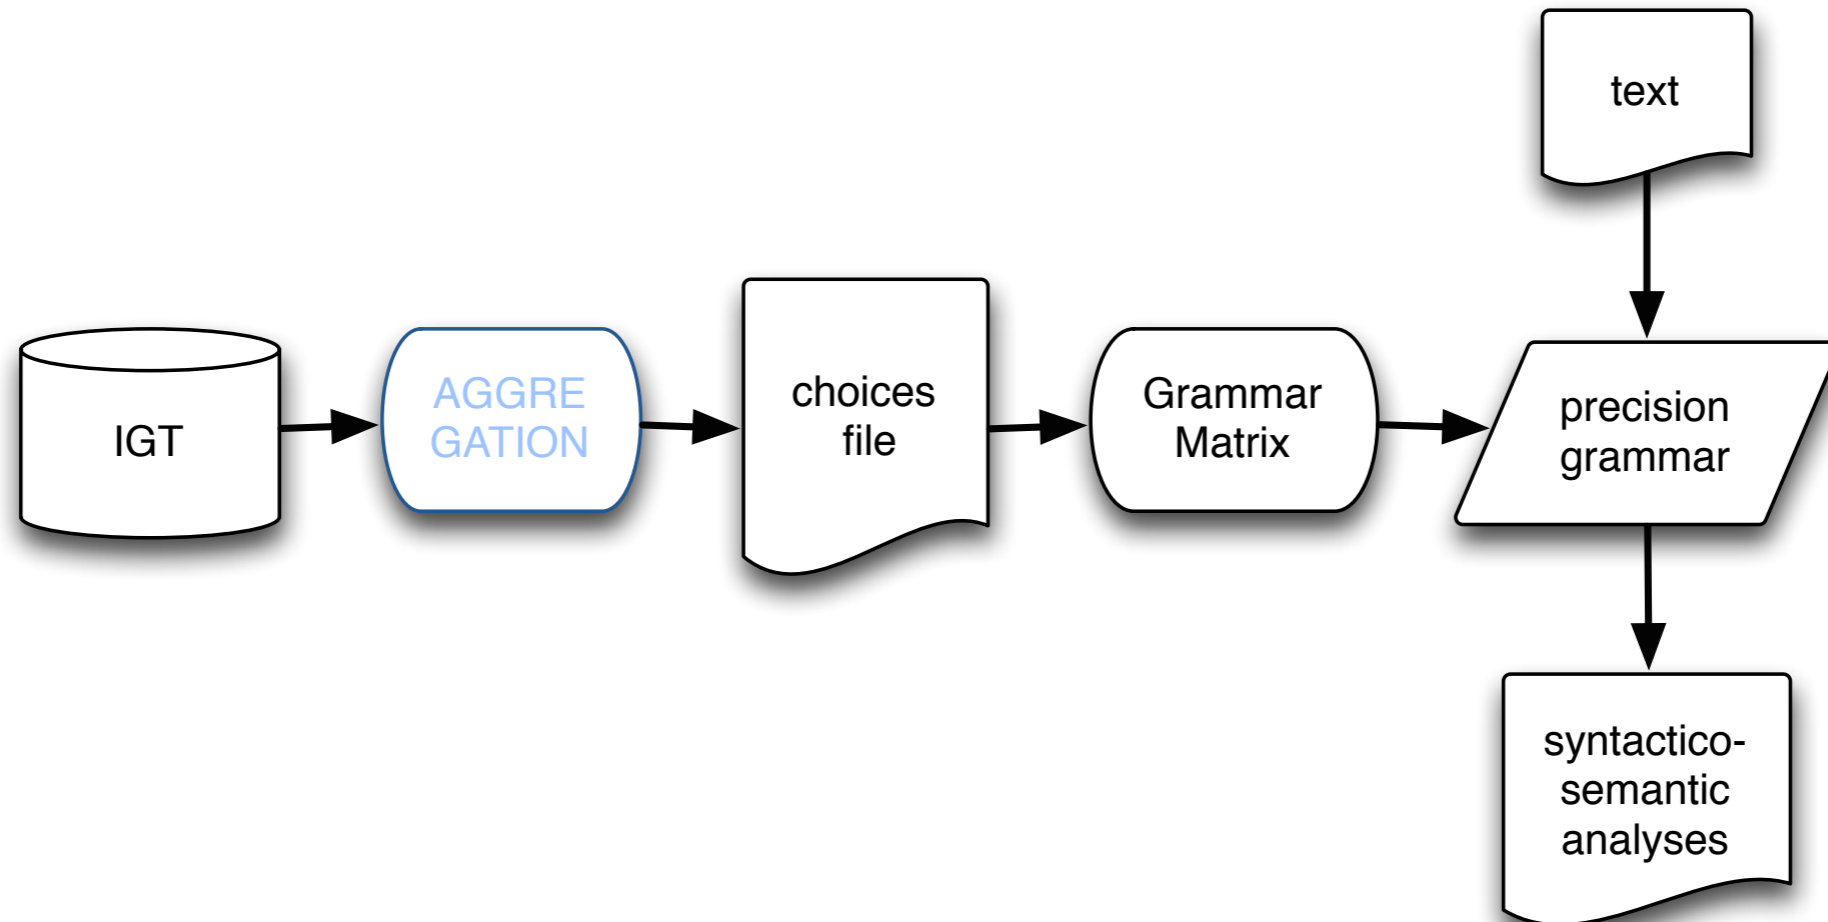 text
IGT
AGGRE
GATION
choices
file
Grammar
Matrix
precision
grammar
syntactico-
semantic
analyses